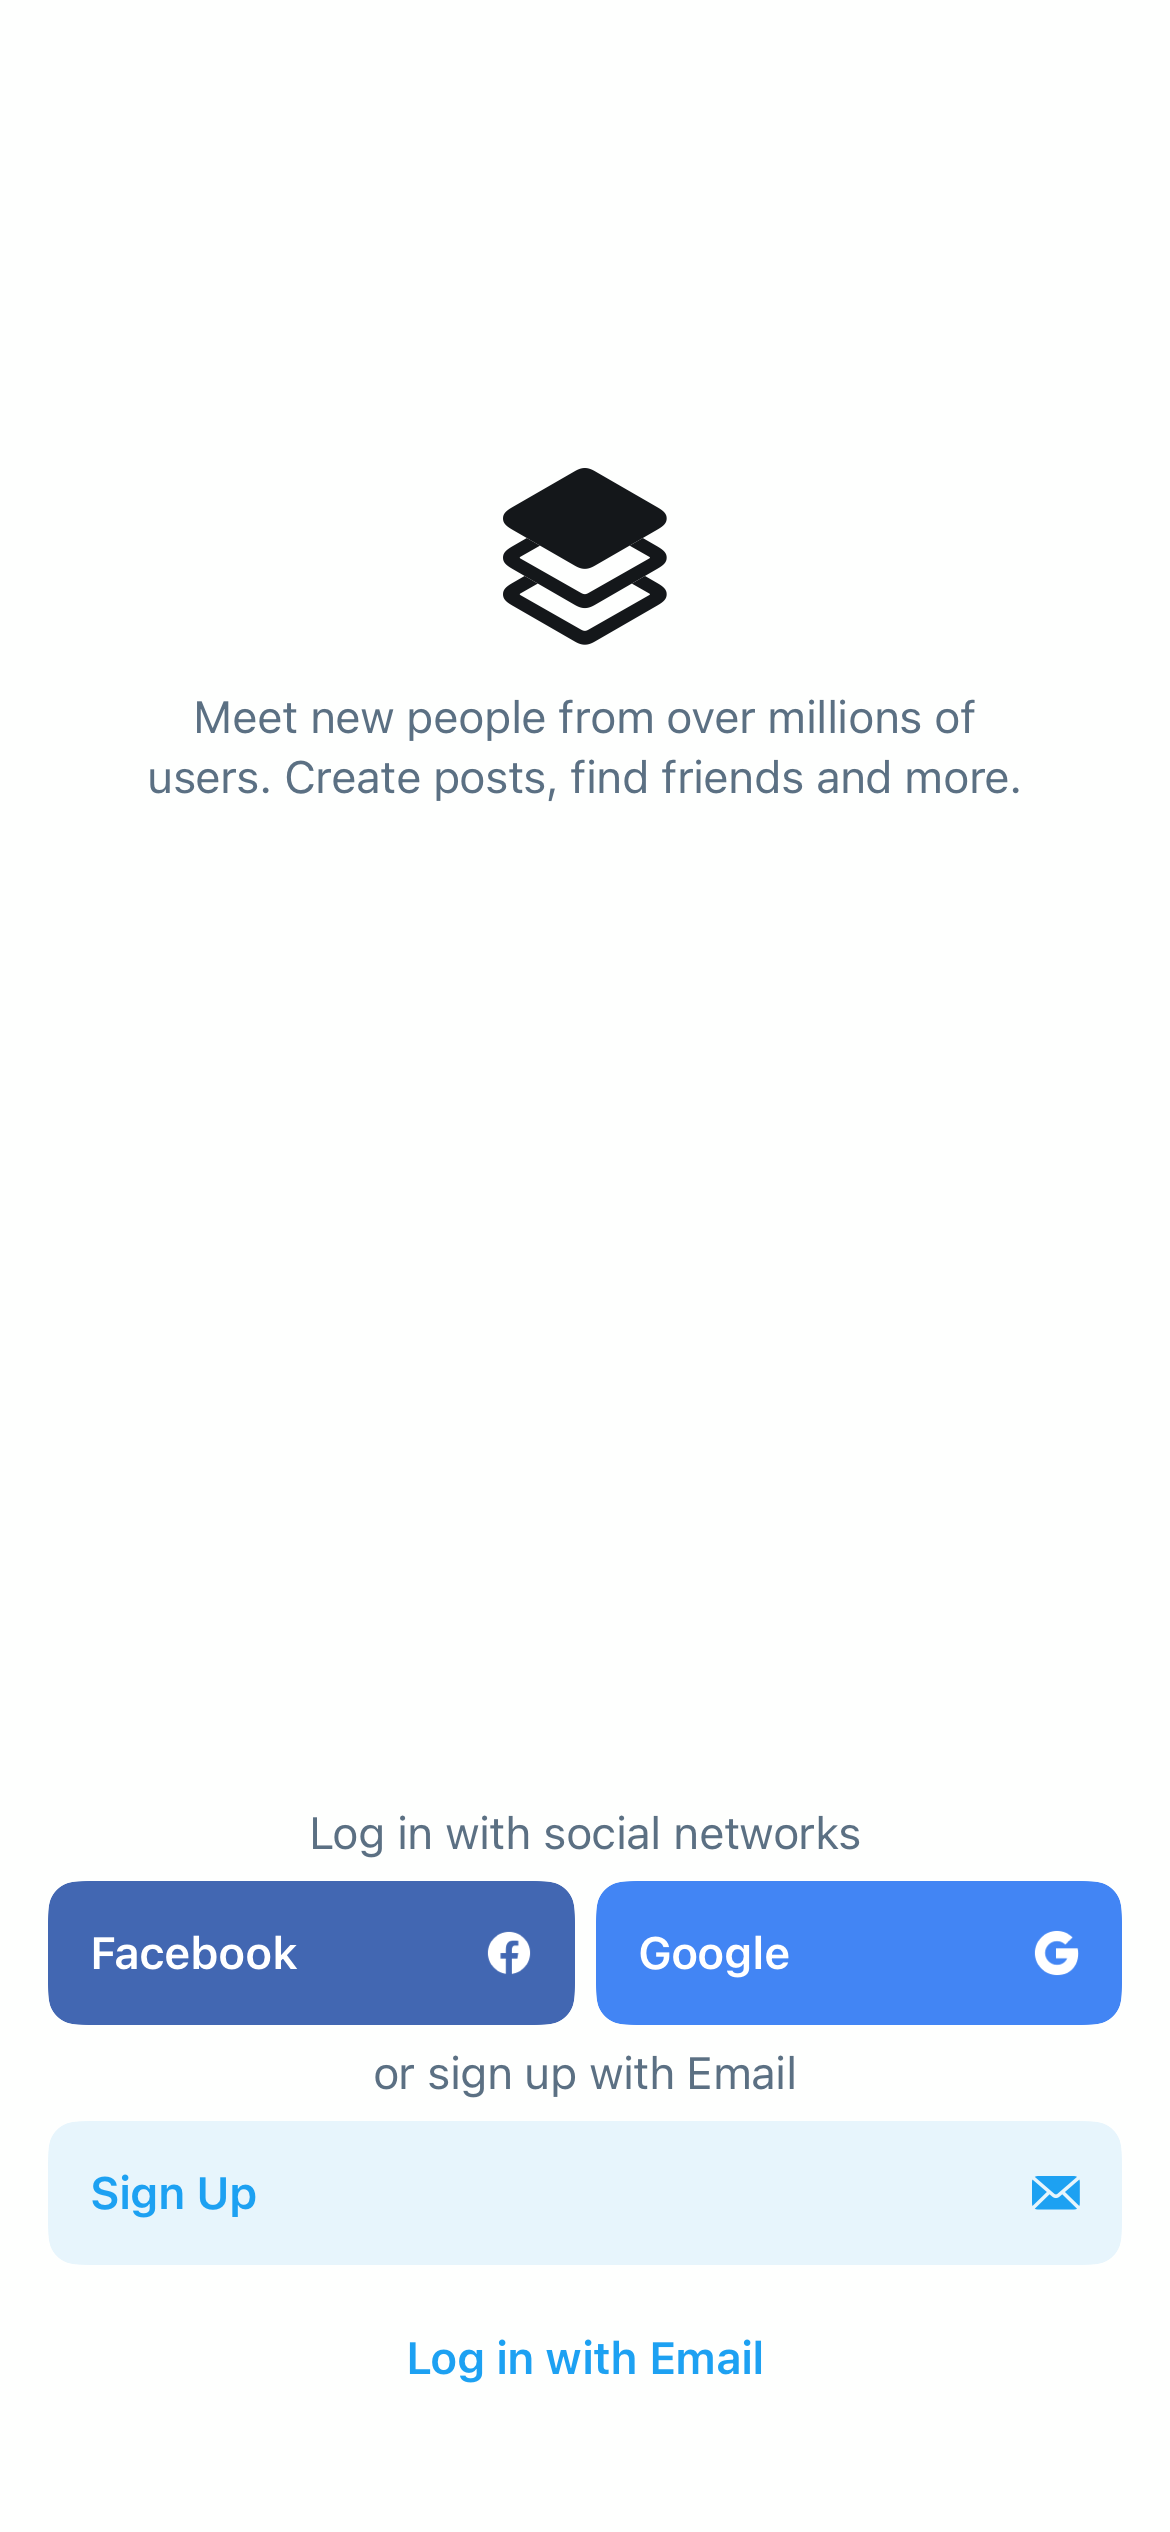 Meet new people from over millions of
users. Create posts, find friends and more.
Log in with social networks
Facebook
Google
or sign up with Email
Sign Up
Log in with Email